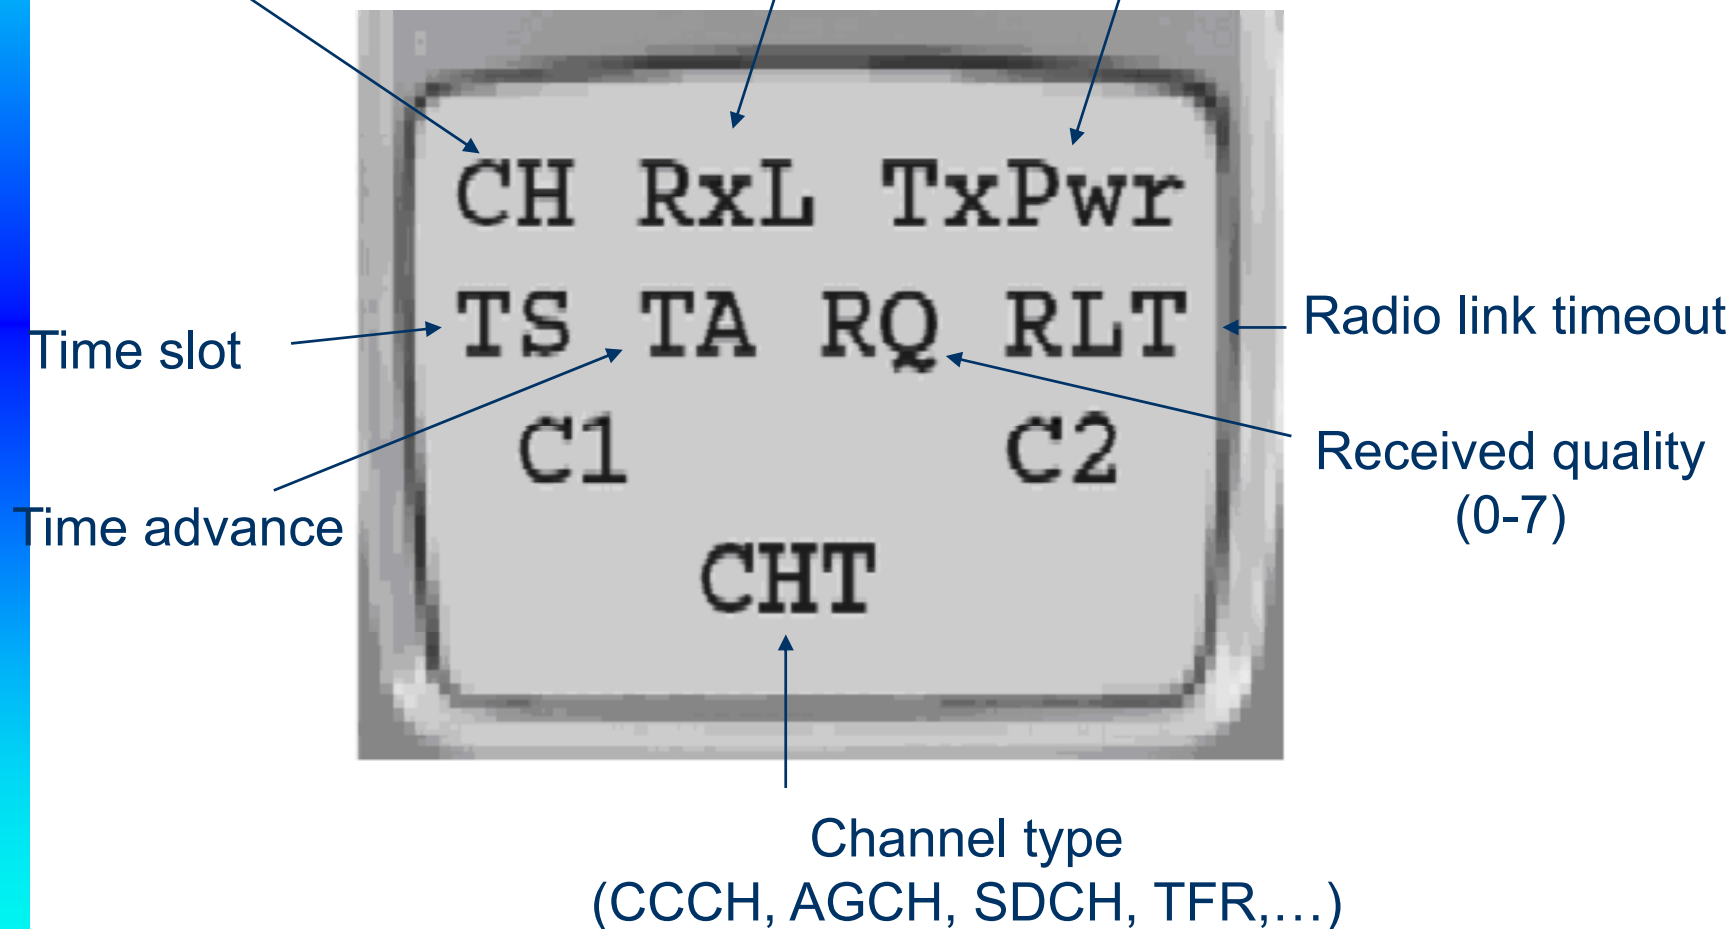 CH RxL TxPwr
TS TA RQ RLT
C1 C2
CHT
Time slot
Time advance
Radio link timeout
Received quality
(0-7)
Channel type
(CCCH, AGCH, SDCH, TFR,…)